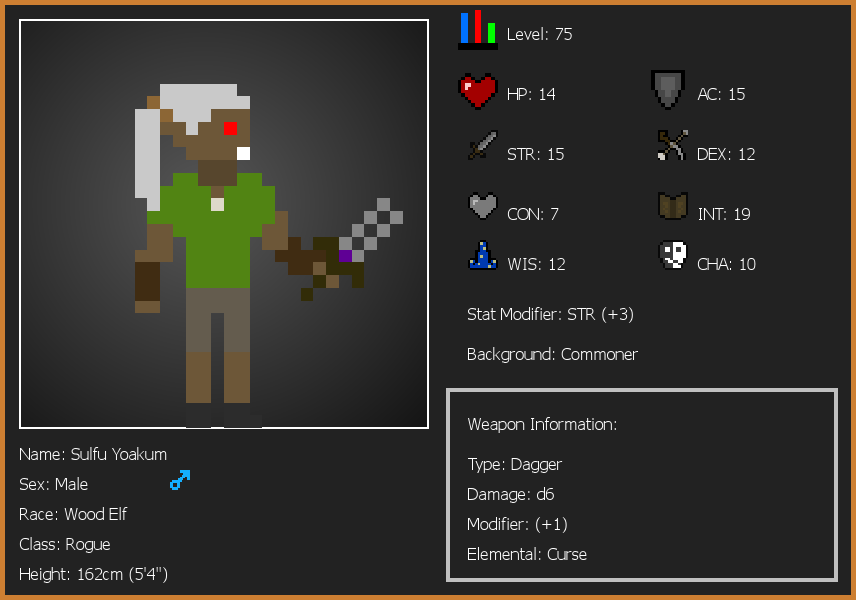 Level: 75
HP: 14
AC: 15
STR: 15
DEX: 12
CON: 7
INT: 19
WIS: 12
CHA: 10
Stat Modifier: STR (+3)
Background: Commoner
Weapon Information:
Type: Dagger
Damage: d6
Modifier: (+1)
Elemental: Curse
Name: Sulfu Yoakum
Sex: Male
Race: Wood Elf
Class: Rogue
Height: 162cm (5'4")